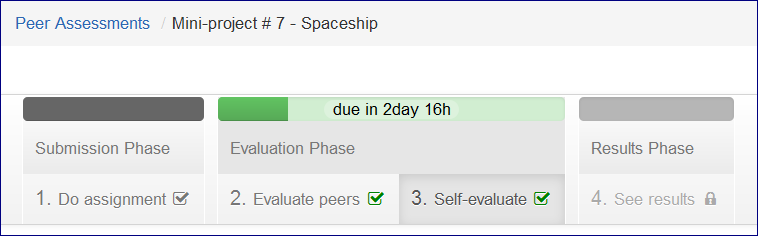 Peer Assessments / Mini-project # 7 - Spaceship
due in 2day 16h
Submission Phase Evaluation Phase Results Phase
1. Do assignment 2. Evaluate peers 3. Self-evaluate 4. See results